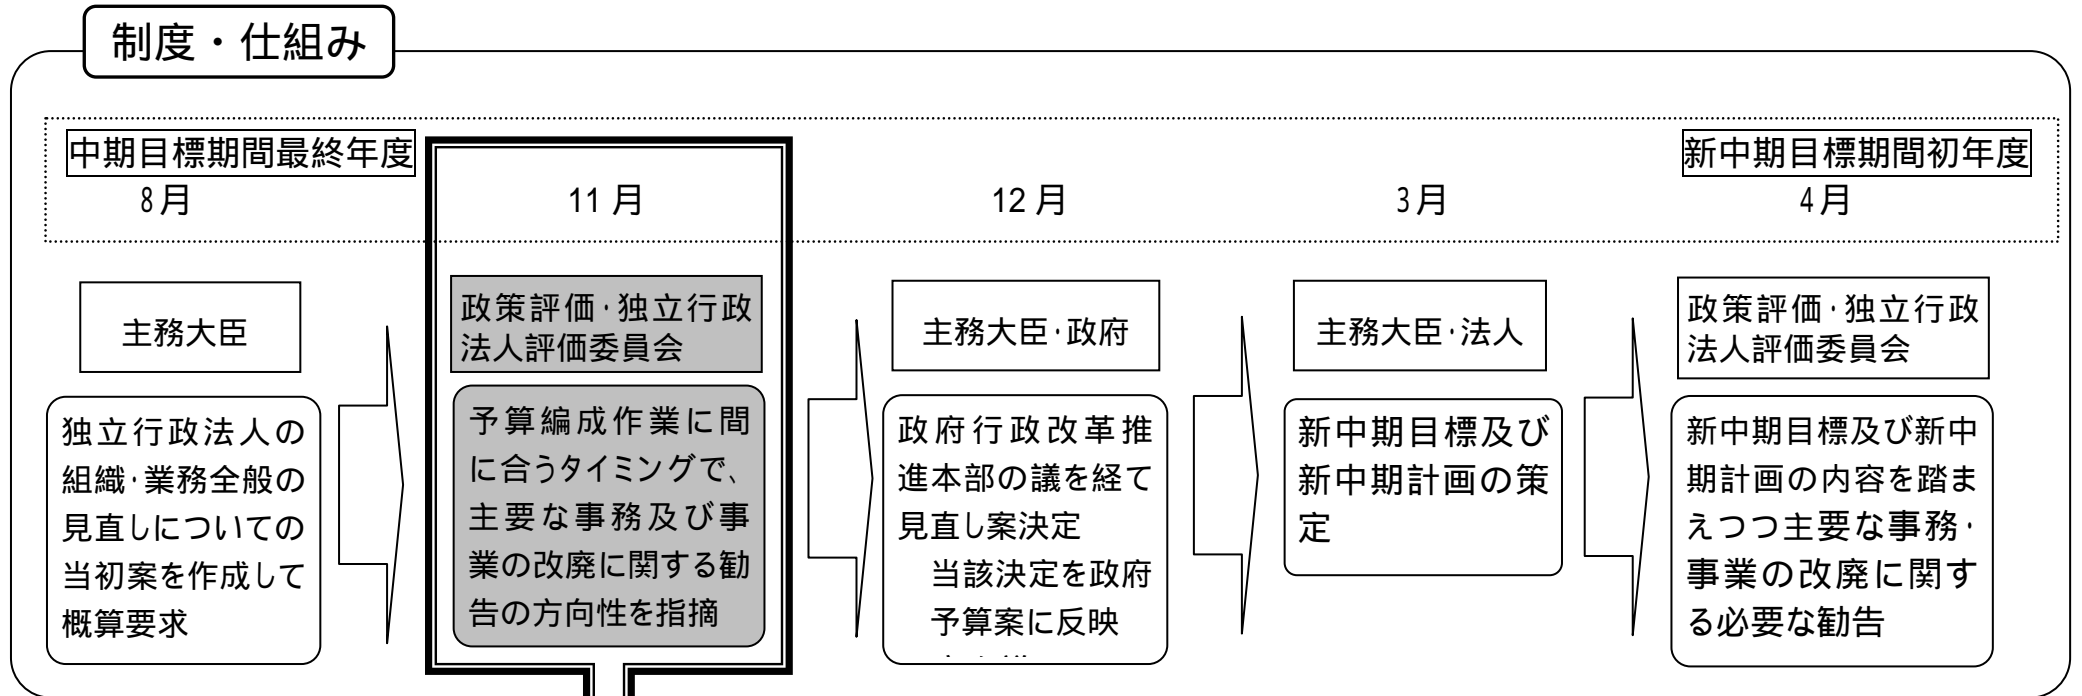 制度・仕組み
中期目標期間最終年度
新中期目標期間初年度
8月
11月
12月
3月
4月
主務大臣
独立行政法人の
組織・業務全般の
見直しについての
当初案を作成して
概算要求
政策評価・独立行政
法人評価委員会
予算編成作業に間
に合うタイミングで、
主要な事務及び事
業の改廃に関する勧
告の方向性を指摘
主務大臣・政府
政府行政改革推
進本部の議を経て
見直し案決定
当該決定を政府
予算案に反映
主務大臣・法人
新中期目標及び
新中期計画の策
定
政策評価・独立行政
法人評価委員会
新中期目標及び新中
期計画の内容を踏ま
えつつ主要な事務・
事業の改廃に関す
る必要な勧告